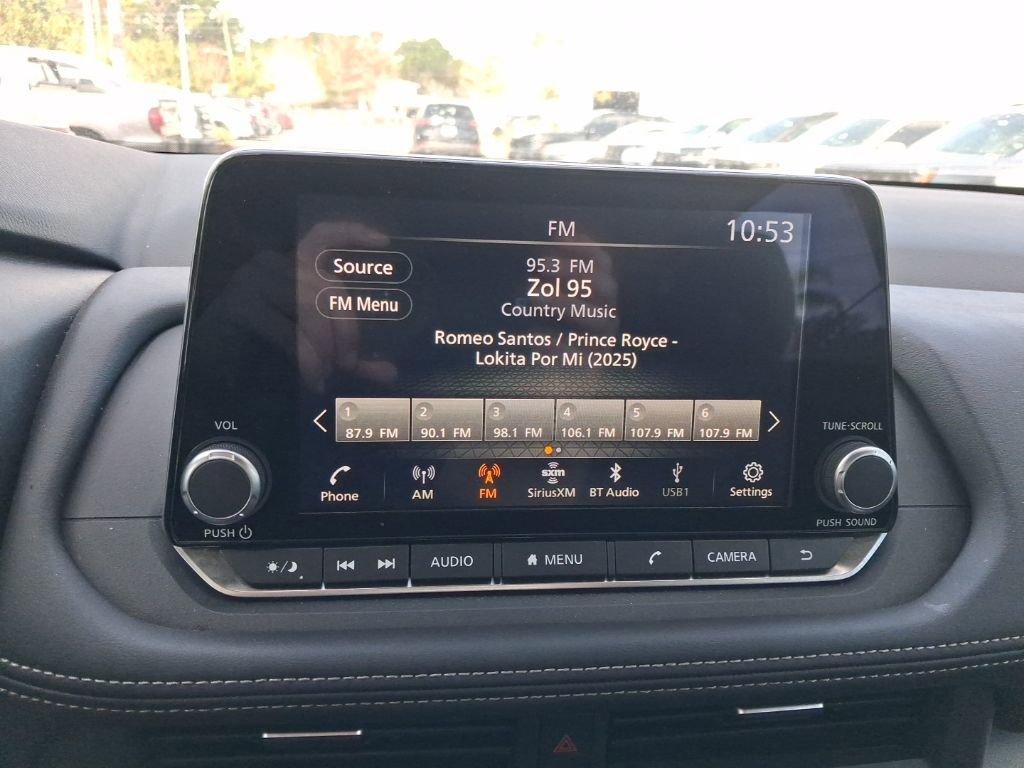 FM
10:53
Source
FM Menu
95.3 FM
Zol 95
Country Music
Romeo Santos / Prince Royce -
Lokita Por Mi (2025)
1 2 3 4 5 6
87.9 FM 90.1 FM 98.1 FM 106.1 FM 107.9 FM 107.9 FM
VOL
TUNE·SCROLL
Phone AM FM sxm SiriusXM BT Audio USB1 Settings
PUSH
PUSH SOUND
AUDIO MENU CAMERA